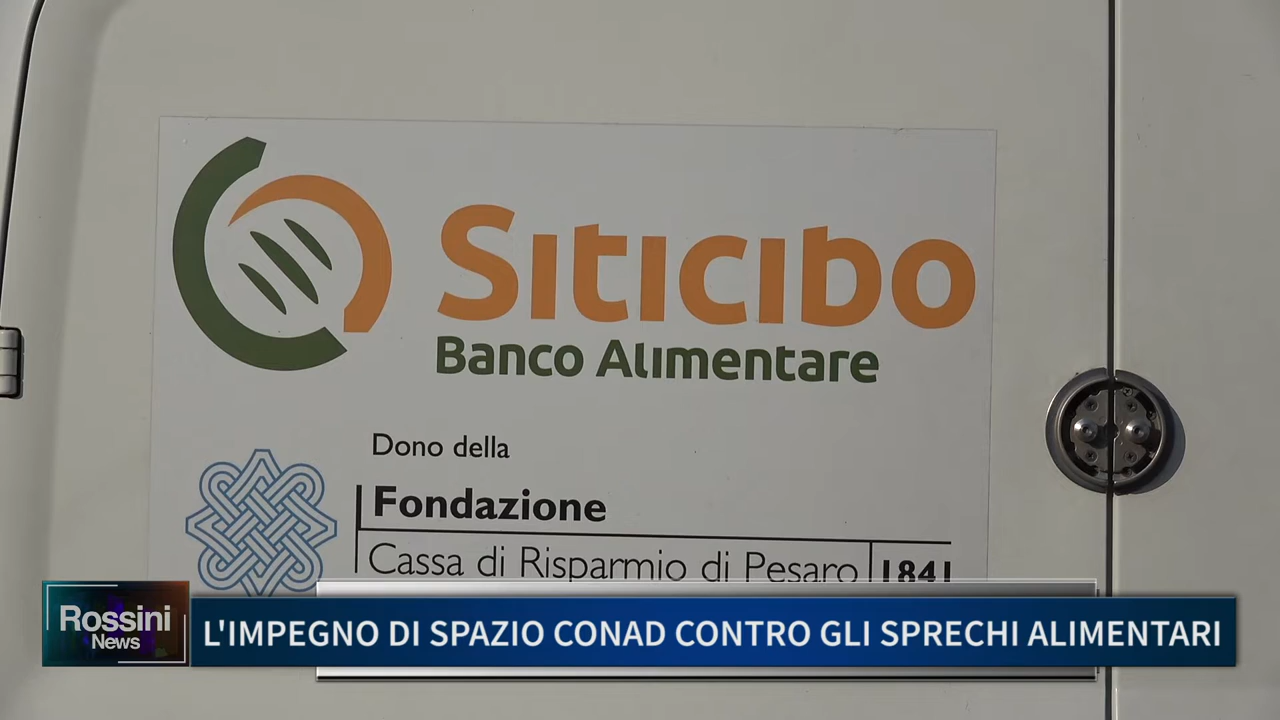 Siticibo
Banco Alimentare
Dono della
Fondazione
Cassa di Risparmio di Pesaro 1841
Rossini
News
L'IMPEGNO DI SPAZIO CONAD CONTRO GLI SPRECHI ALIMENTARI